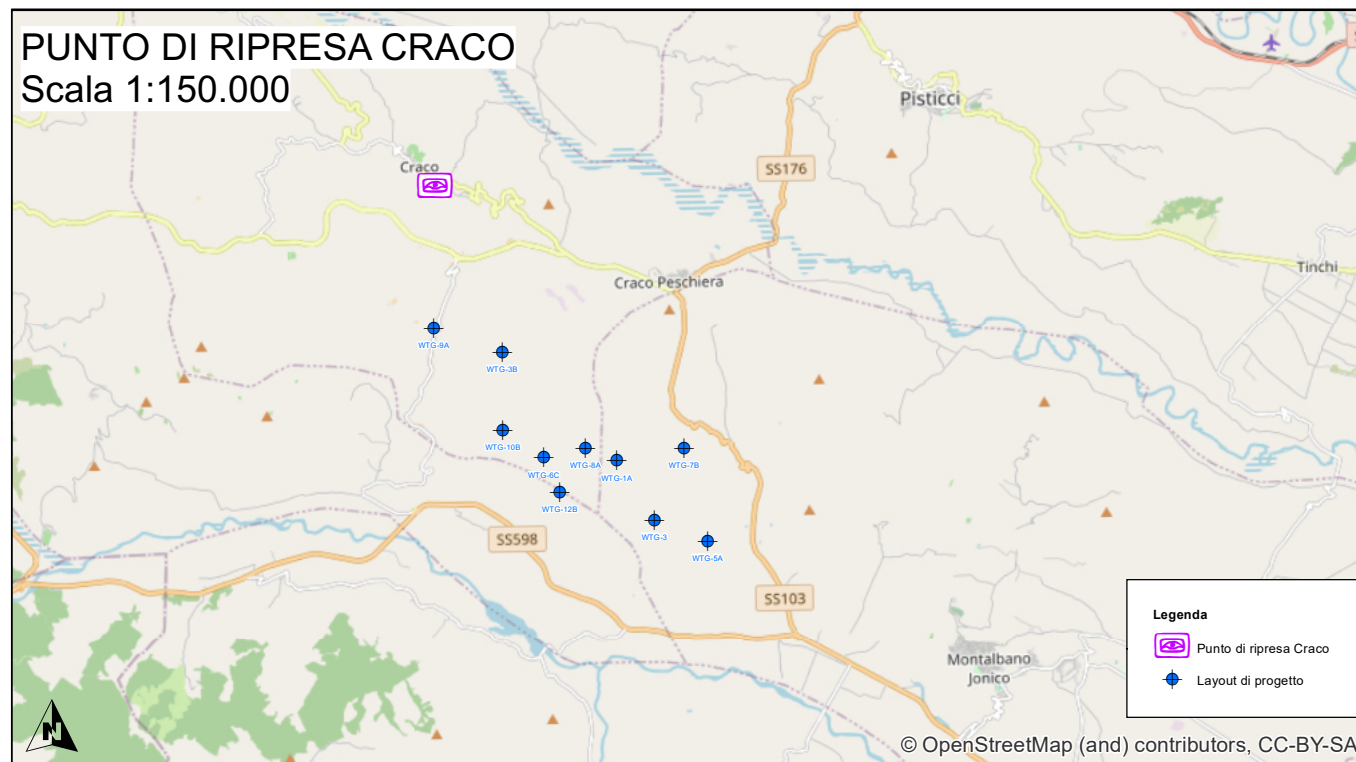 PUNTO DI RIPRESA CRACO
Scala 1:150.000
Pisticci
Craco
SS176
Tinchi
Craco Peschiera
WTG-9A
WTG-3B
WTG-10B
WTG-6C
WTG-8A
WTG-1A
WTG-7B
WTG-12B
WTG-3
WTG-5A
SS598
SS103
Montalbano
Jonico
Legenda
Punto di ripresa Craco
Layout di progetto
N
© OpenStreetMap (and) contributors, CC-BY-SA